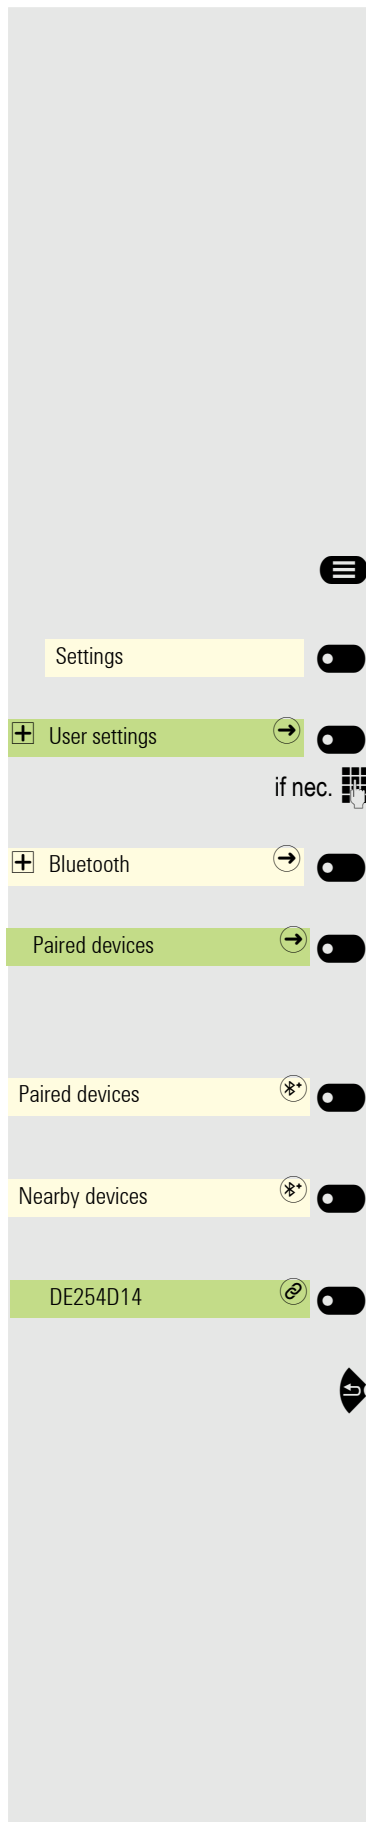 Settings
User settings
if nec.
Bluetooth
Paired devices
Paired devices
Nearby devices
DE254D14